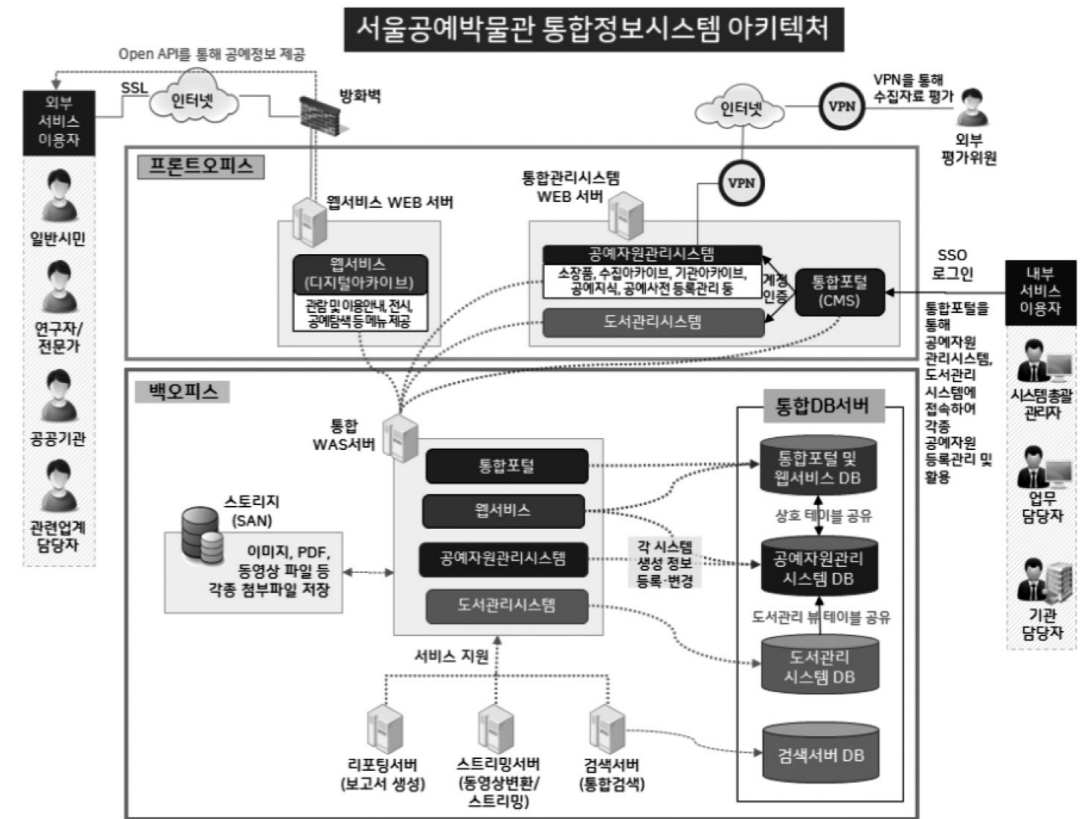 서울공예박물관 통합정보시스템 아키텍처
Open API를 통해 공예정보 제공
SSL
인터넷
방화벽
외부
서비스
이용자
일반시민
연구자/
전문가
공공기관
관련업계
담당자
인터넷
VPN
VPN을 통해
수집자료 평가
외부
평가위원
VPN
프론트오피스
웹서비스 WEB 서버
웹서비스
(디지털아카이브)
관람 및 이용안내, 전시,
공예탐색 등 메뉴 제공
통합관리시스템
WEB 서버
공예자원관리시스템
소장품, 수집아카이브, 기관아카이브,
공예지식, 공예사전 등록관리 등
도서관리시스템
계정
인증
통합포털
(CMS)
SSO
로그인
통합포털을
통해
공예자원
관리시스템,
도서관리
시스템에
접속하여
각종
공예자원
등록관리 및
활용
내부
서비스
이용자
시스템 총괄
관리자
업무
담당자
기관
담당자
백오피스
통합
WAS서버
통합포털
웹서비스
공예자원관리시스템
도서관리시스템
스토리지
(SAN)
이미지, PDF,
동영상 파일 등
각종 첨부파일 저장
각 시스템
생성 정보
등록·변경
통합DB서버
통합포털 및
웹서비스 DB
상호 테이블 공유
공예자원관리
시스템 DB
도서관리 뷰 테이블 공유
도서관리
시스템 DB
검색서버 DB
서비스 지원
리포팅서버
(보고서 생성)
스트리밍서버
(동영상변환/
스트리밍)
검색서버
(통합검색)